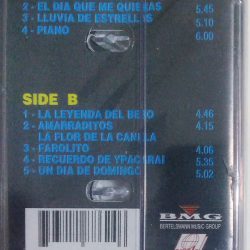 2 - EL DIA QUE ME QUIERAS 5.45
3 - LLUVIA DE ESTRELLAS 5.10
4 - PIANO 6.00
SIDE B
1 - LA LEYENDA DEL BESO 4.46
2 - AMARRADITOS 4.15
LA FLOR DE LA CANELA
3 - FAROLITO 4.06
4 - RECUERDO DE YPACARAI 5.35
5 - UN DIA DE DOMINGO 5.02
BMG
BERTELSMANN MUSIC GROUP